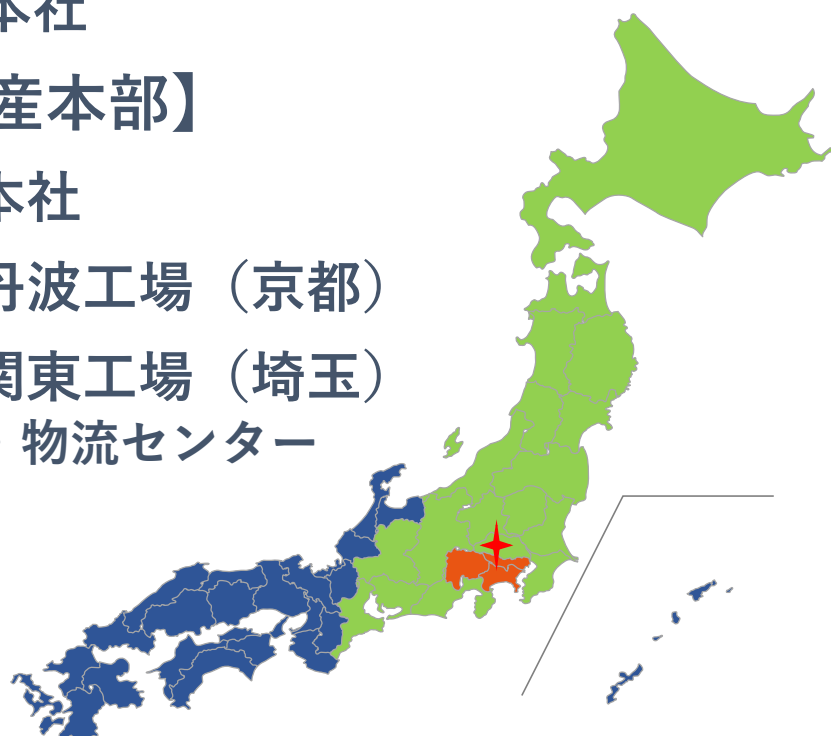 本社
産本部】
本社
丹波工場（京都）
関東工場（埼玉）
物流センター